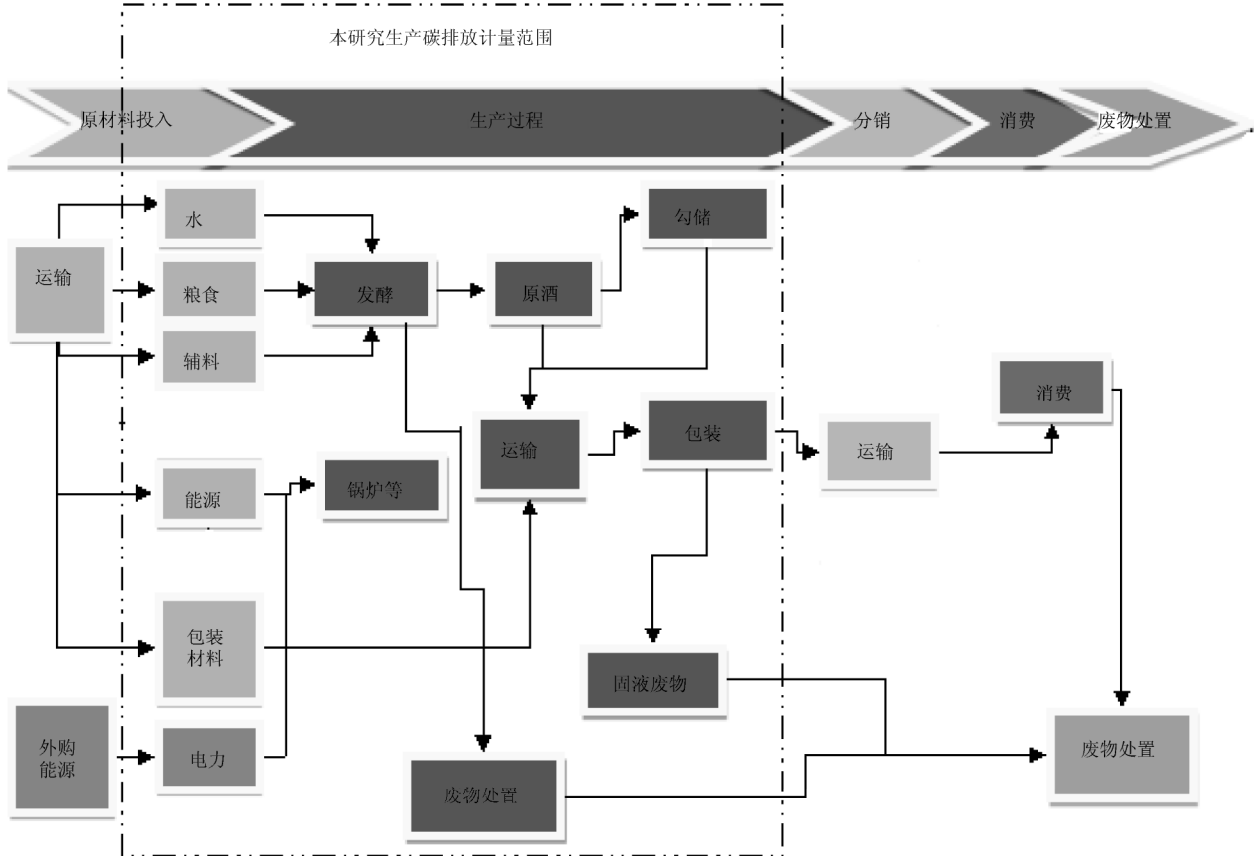 本研究生产碳排放计量范围
原材料投入
生产过程
分销
消费
废物处置
水
勾储
运输
粮食
发酵
原酒
辅料
消费
包装
运输
运输
能源
锅炉等
包装
材料
固液废物
外购
能源
电力
废物处置
废物处置